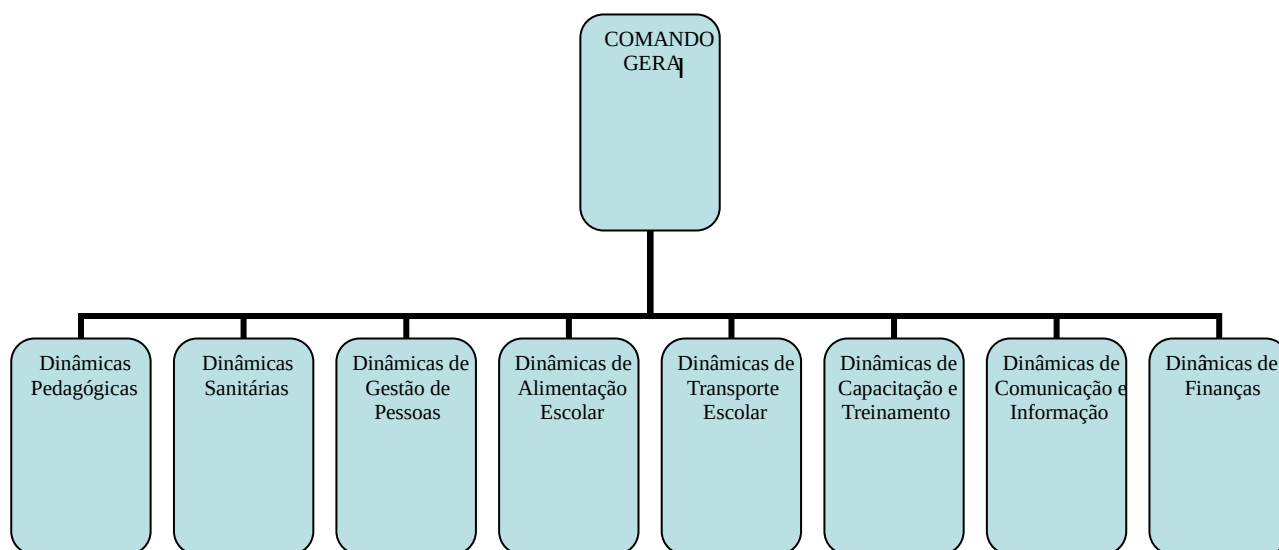 COMANDO
GERAL
Dinâmicas
Pedagógicas
Dinâmicas
Sanitárias
Dinâmicas de
Gestão de
Pessoas
Dinâmicas de
Alimentação
Escolar
Dinâmicas de
Transporte
Escolar
Dinâmicas de
Capacitação e
Treinamento
Dinâmicas de
Comunicação e
Informação
Dinâmicas de
Finanças